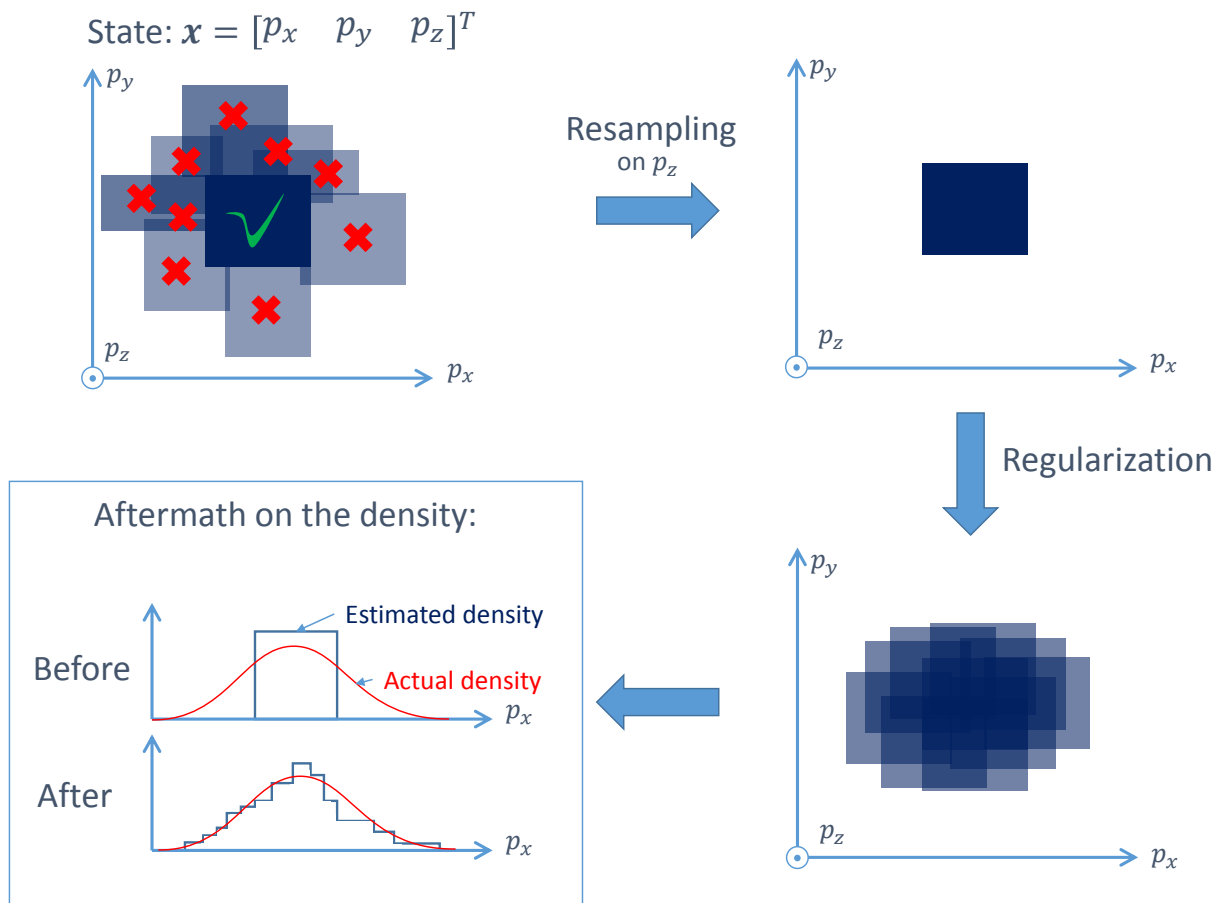 State: 𝒙 = [p_x p_y p_z]^T
p_y
p_z
p_x
Resampling
on p_z
p_y
p_z
p_x
Regularization
p_y
p_z
p_x
Aftermath on the density:
Estimated density
Before
Actual density
p_x
After
p_x